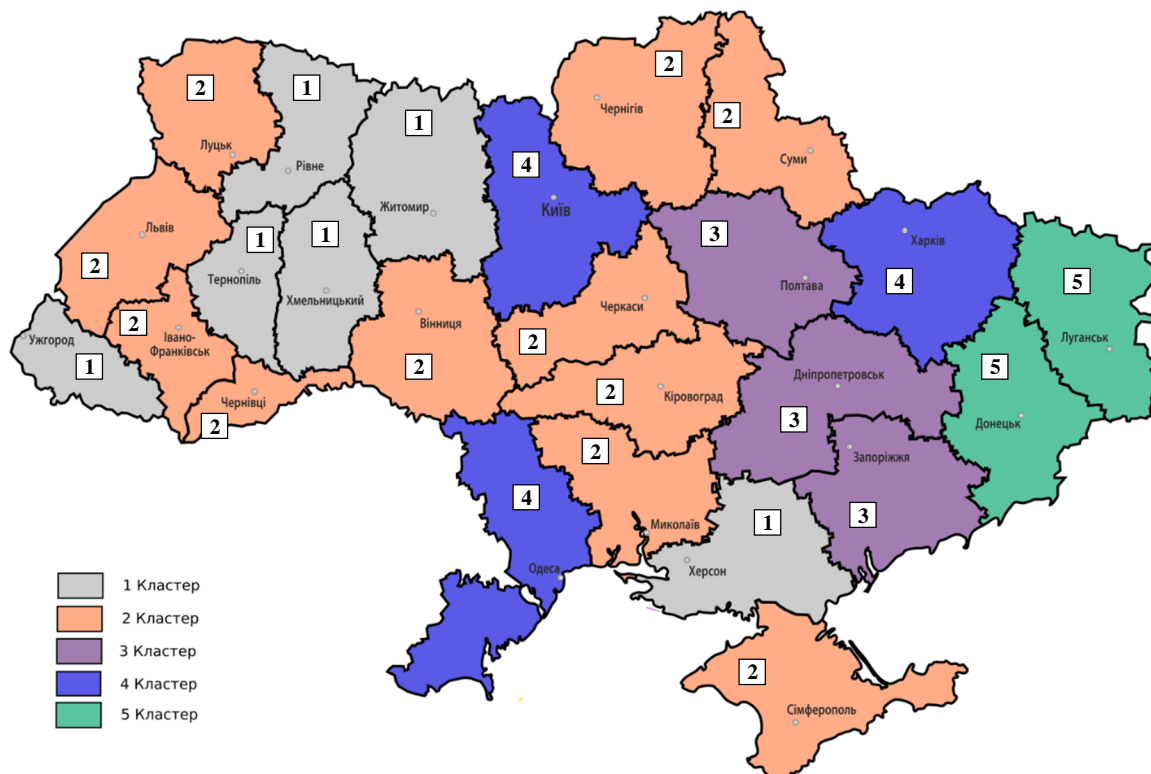 2
1
2
Чернігів
2
1
Луцьк
Рівне
4
Суми
Житомир
Київ
Львів
2
1
Тернопіль
1
Хмельницький
3
Полтава
Харків
4
5
Луганськ
Ужгород
1
2
Івано-
Франківськ
Чернівці
2
Вінниця
2
Черкаси
2
2
Кіровоград
Дніпропетровськ
3
5
Донецьк
Запоріжжя
3
2
Миколаїв
4
Одеса
1
Херсон
2
Сімферополь
1 Кластер
2 Кластер
3 Кластер
4 Кластер
5 Кластер